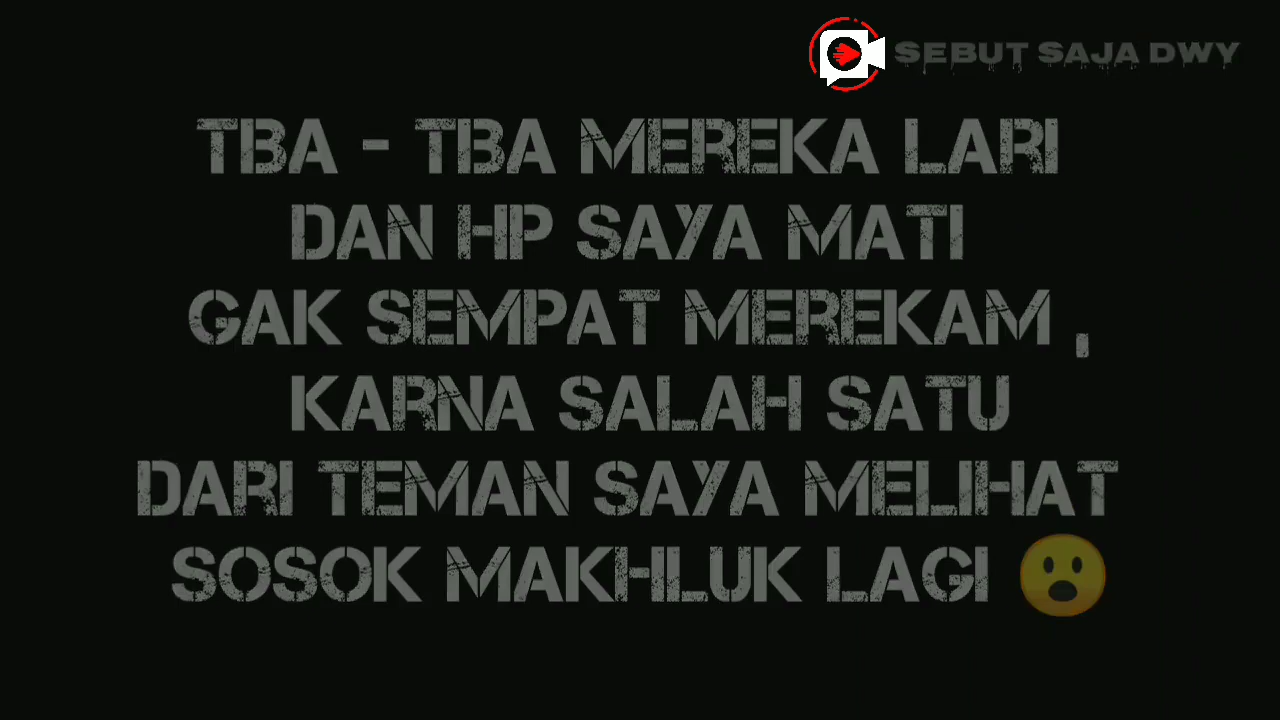 SEBUT SAJA DWY
TBA - TBA MEREKA LARI
DAN HP SAYA MATI
GAK SEMPAT MEREKAM ,
KARNA SALAH SATU
DARI TEMAN SAYA MELIHAT
SOSOK MAKHLUK LAGI 😮